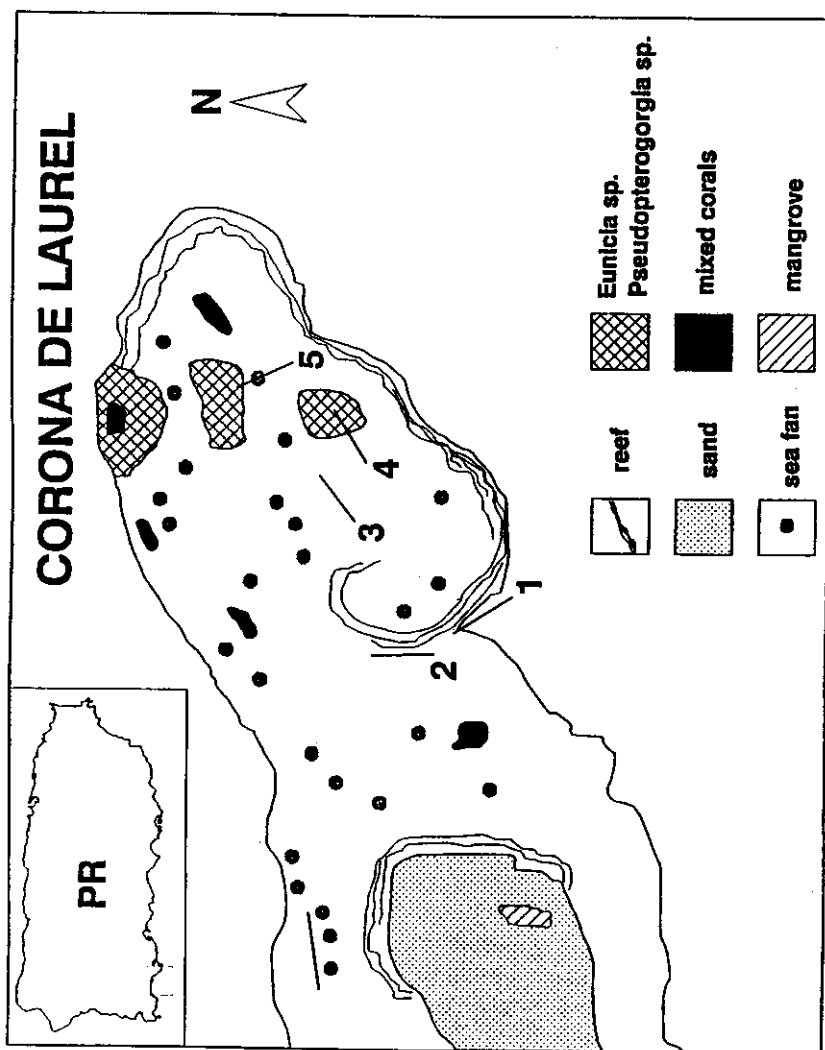 CORONA DE LAUREL
PR
N
1
2
3
4
5
reef
sand
sea fan
Eunicia sp.
Pseudopterogorgia sp.
mixed corals
mangrove